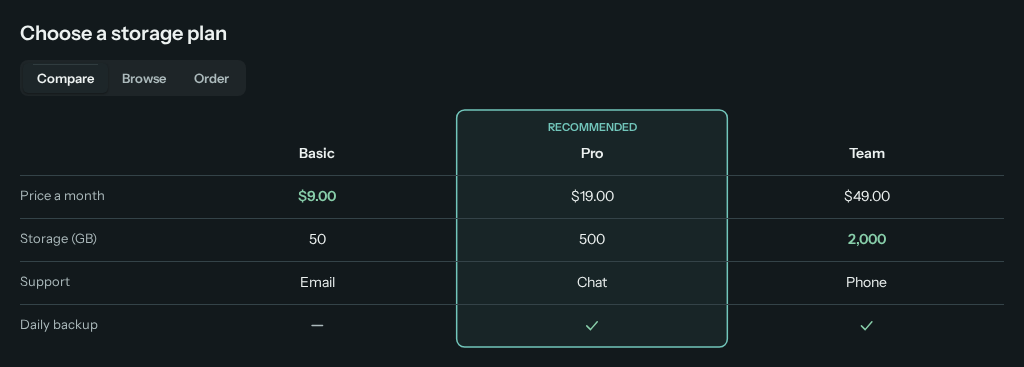 Choose a storage plan
Compare Browse Order
RECOMMENDED
Basic Pro Team
Price a month $9.00 $19.00 $49.00
Storage (GB) 50 500 2,000
Support Email Chat Phone
Daily backup — ✓ ✓